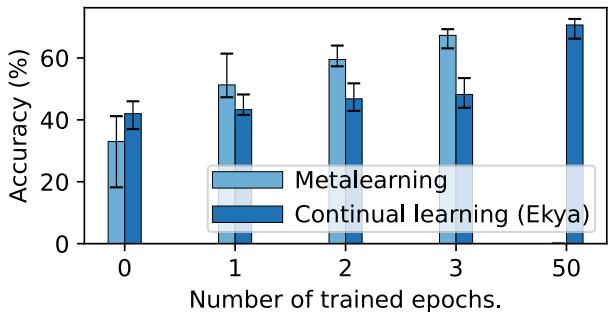 Accuracy (%)
60
40
20
0
Metalearning
Continual learning (Ekya)
0 1 2 3 50
Number of trained epochs.